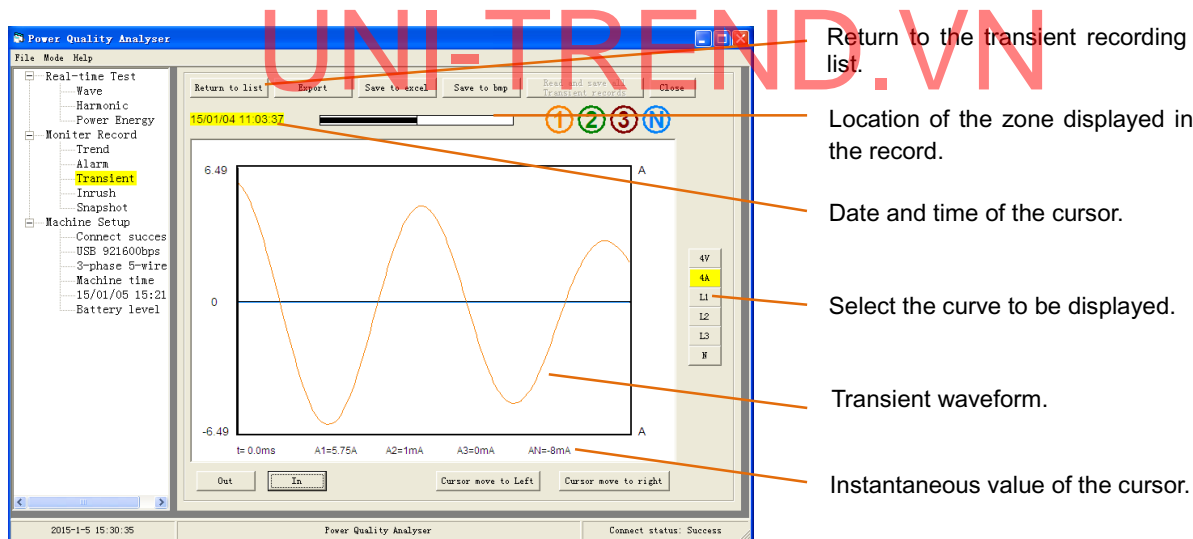 UNI-TREND.VN
Power Quality Analyser
File Mode Help
Real-time Test
Wave
Harmonic
Power Energy
Moniter Record
Trend
Alarm
Transient
Inrush
Snapshot
Machine Setup
Connect succes
USB 921600bps
3-phase 5-wire
Machine time
15/01/05 15:21
Battery level
Return to list
Export
Save to excel
Save to bmp
Read and save all
Transient records
Close
15/01/04 11:03:37
1 2 3 N
6.49
A
0
-6.49
A
t= 0.0ms A1=5.75A A2=1mA A3=0mA AN=-8mA
4V
4A
L1
L2
L3
N
Out
In
Cursor move to Left
Cursor move to right
2015-1-5 15:30:35
Power Quality Analyser
Connect status: Success
Return to the transient recording
list.
Location of the zone displayed in
the record.
Date and time of the cursor.
Select the curve to be displayed.
Transient waveform.
Instantaneous value of the cursor.